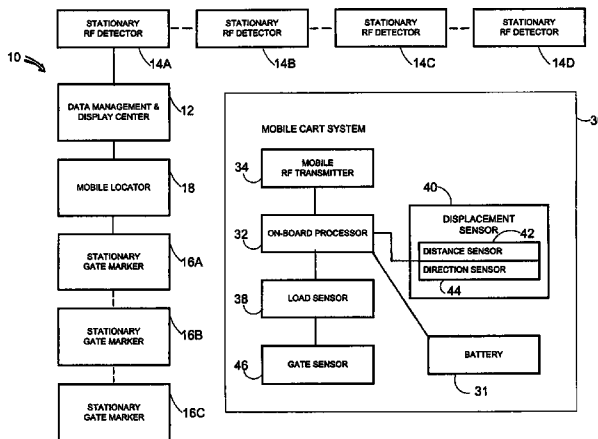 STATIONARY
RF DETECTOR
STATIONARY
RF DETECTOR
STATIONARY
RF DETECTOR
STATIONARY
RF DETECTOR
14A
14B
14C
14D
10
DATA MANAGEMENT &
DISPLAY CENTER
12
MOBILE LOCATOR
18
STATIONARY
GATE MARKER
16A
STATIONARY
GATE MARKER
16B
STATIONARY
GATE MARKER
16C
MOBILE CART SYSTEM
MOBILE
RF TRANSMITTER
34
ON-BOARD PROCESSOR
32
LOAD SENSOR
38
GATE SENSOR
46
40
DISPLACEMENT
SENSOR
42
DISTANCE SENSOR
DIRECTION SENSOR
44
BATTERY
31